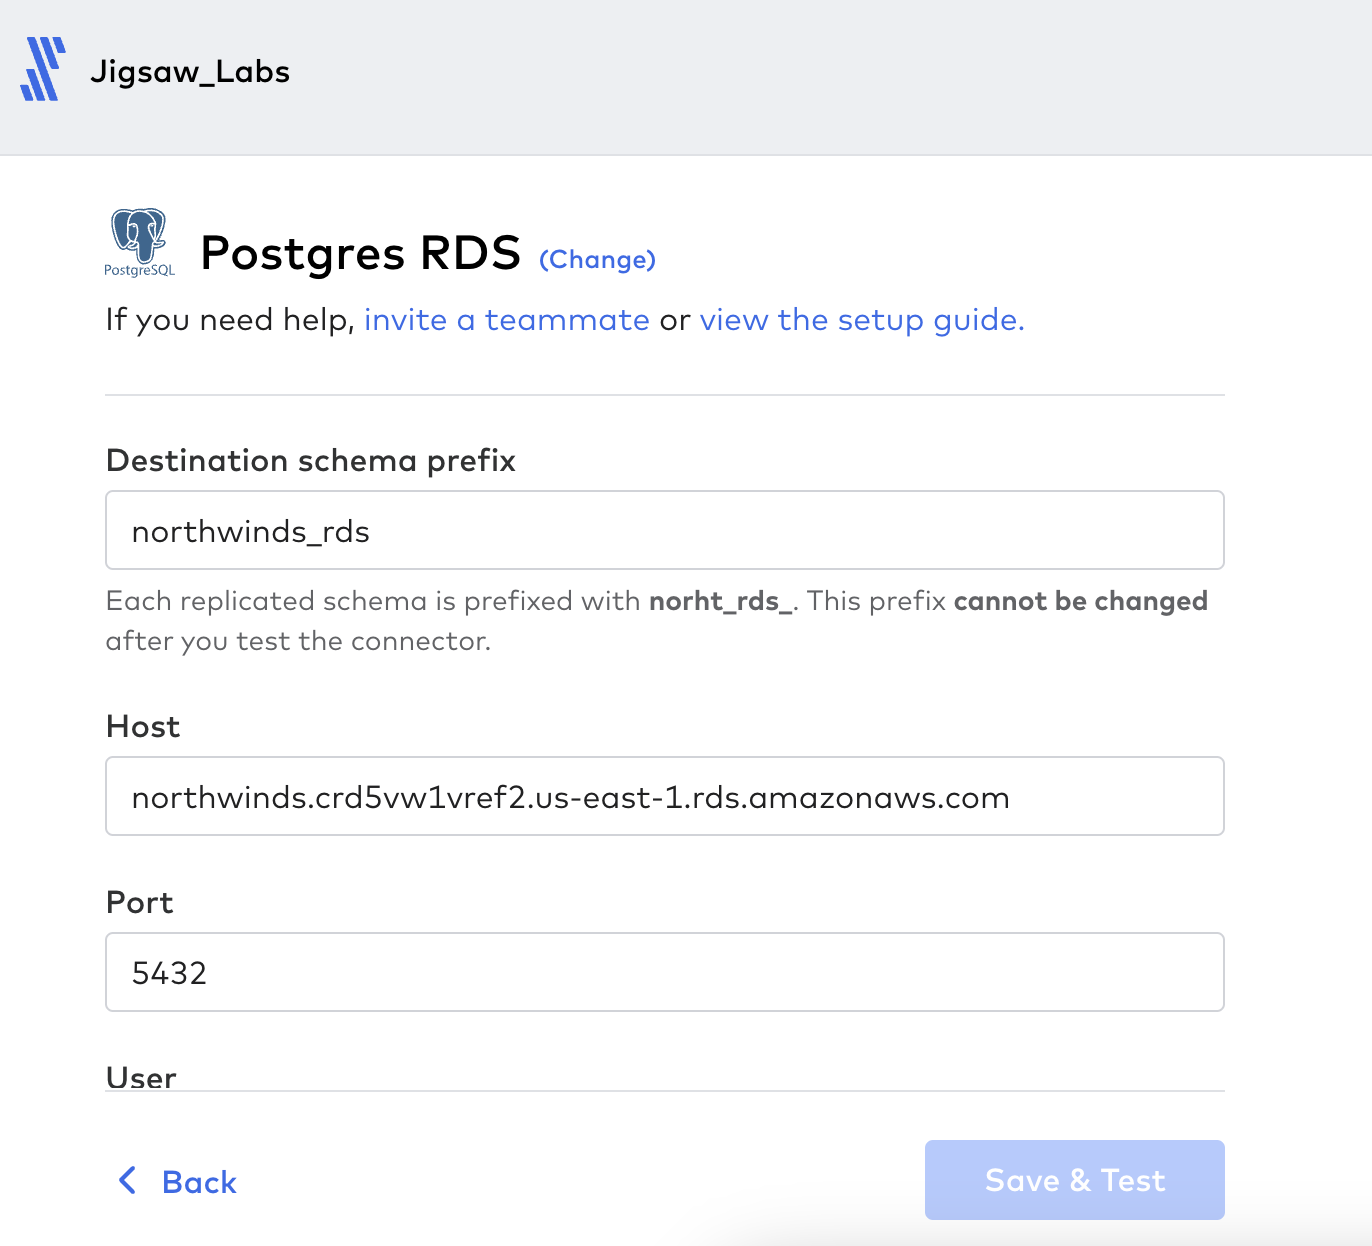 Jigsaw_Labs
PostgreSQL
Postgres RDS (Change)
If you need help, invite a teammate or view the setup guide.
Destination schema prefix
northwinds_rds
Each replicated schema is prefixed with norht_rds_. This prefix cannot be changed
after you test the connector.
Host
northwinds.crd5vw1vref2.us-east-1.rds.amazonaws.com
Port
5432
User
Back
Save & Test